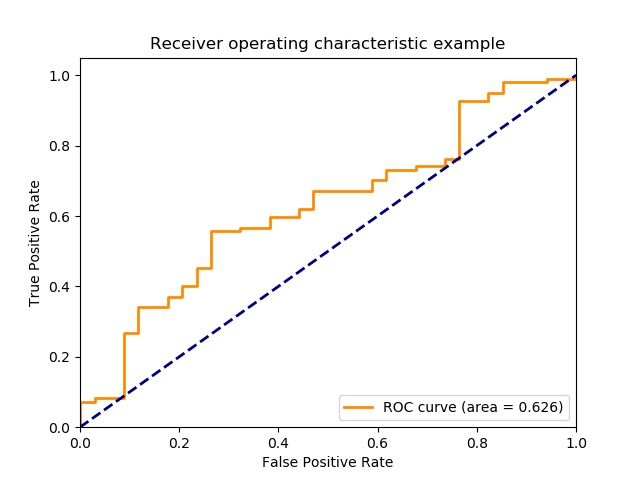 Receiver operating characteristic example
True Positive Rate
1.0
0.8
0.6
0.4
0.2
0.0
ROC curve (area = 0.626)
0.0 0.2 0.4 0.6 0.8 1.0
False Positive Rate